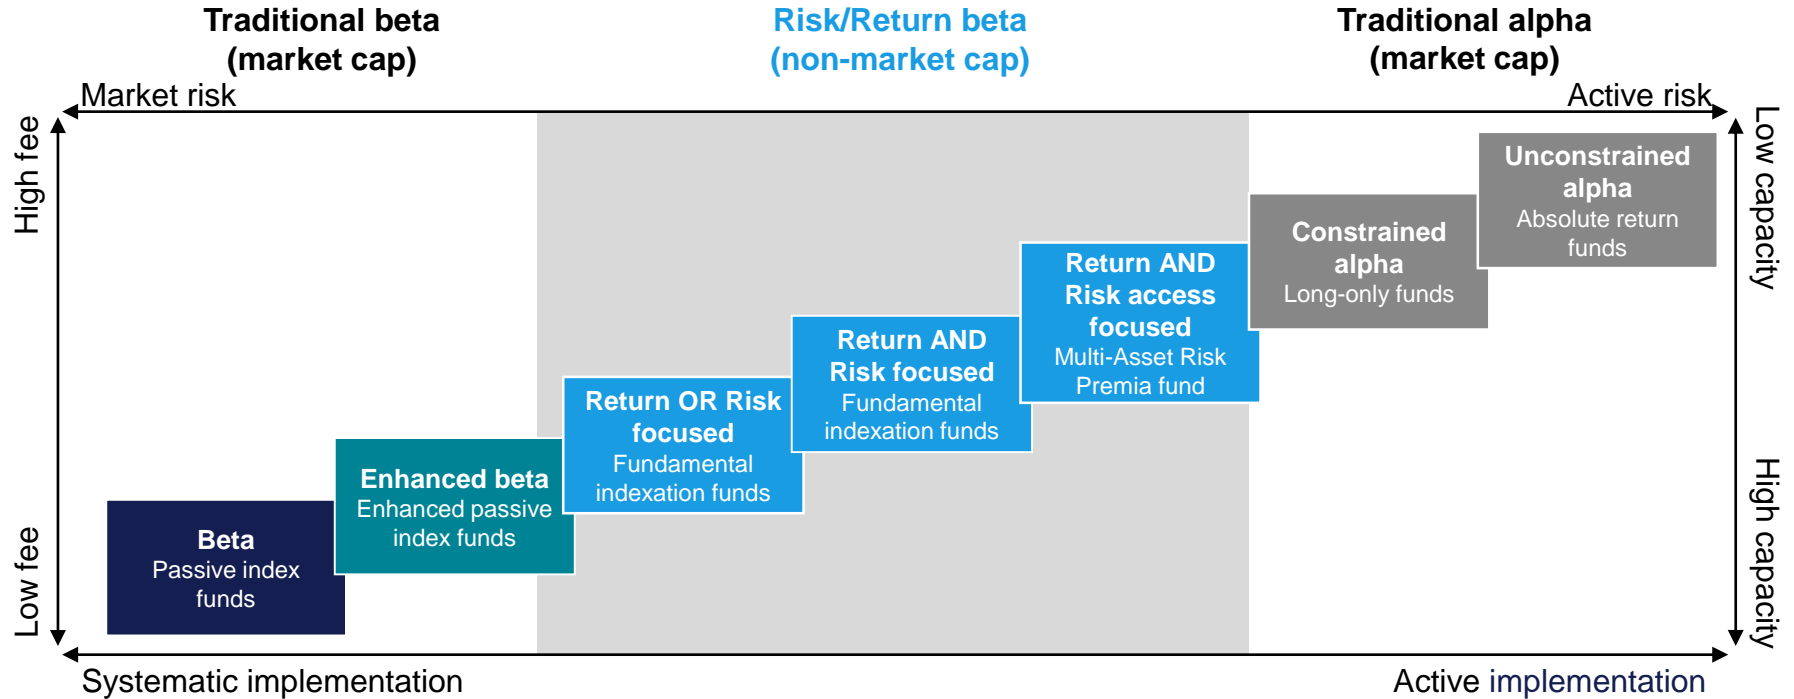 Traditional beta
(market cap)
Risk/Return beta
(non-market cap)
Traditional alpha
(market cap)
Market risk
Active risk
High fee
Low fee
Low capacity
High capacity
Beta
Passive index
funds
Enhanced beta
Enhanced passive
index funds
Return OR Risk
focused
Fundamental
indexation funds
Return AND
Risk focused
Fundamental
indexation funds
Return AND
Risk access
focused
Multi-Asset Risk
Premia fund
Constrained
alpha
Long-only funds
Unconstrained
alpha
Absolute return
funds
Systematic implementation
Active implementation